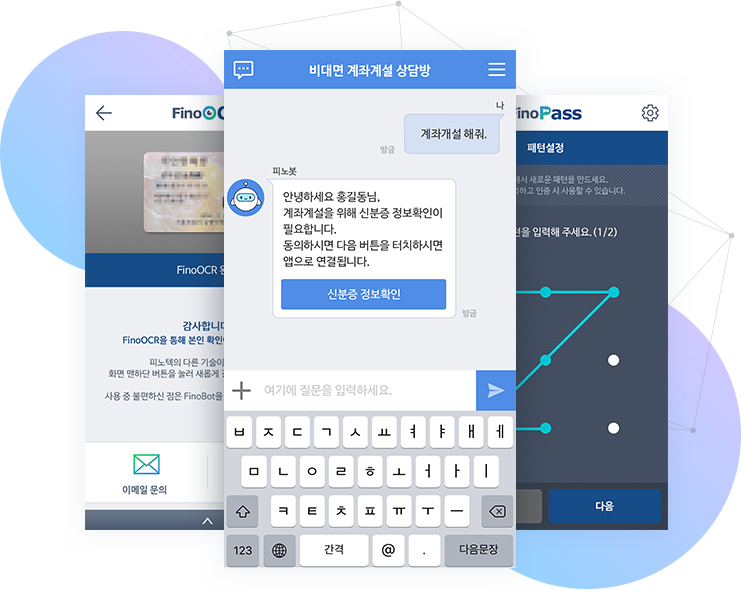 비대면 계좌계설 상담방
나
계좌개설 해줘.
방금
피노봇
안녕하세요 홍길동님,
계좌계설을 위해 신분증 정보확인이
필요합니다.
동의하시면 다음 버튼을 터치하시면
앱으로 연결됩니다.
신분증 정보확인
방금
여기에 질문을 입력하세요.
ㅂ ㅈ ㄷ ㄱ ㅅ ㅛ ㅕ ㅑ ㅐ ㅔ
ㅁ ㄴ ㅇ ㄹ ㅎ ㅗ ㅓ ㅏ ㅣ
ㅋ ㅌ ㅊ ㅍ ㅠ ㅜ ㅡ
123 간격 @ . 다음문장
FinoOC
FinoOCR
감사합니다
FinoOCR을 통해 본인 확인
피노텍의 다른 기술이
화면 맨하단 버튼을 눌러 새롭게
사용 중 불편하신 점은 FinoBot을
이메일 문의
inoPass
패턴설정
해서 새로운 패턴을 만드세요.
하고 인증 시 사용할 수 있습니다.
턴을 입력해 주세요.(1/2)
다음